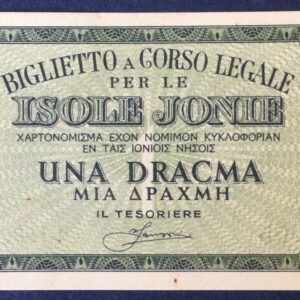 BIGLIETTO A CORSO LEGALE
PER LE
ISOLE JONIE
ΧΑΡΤΟΝΟΜΙΣΜΑ ΕΧΟΝ ΝΟΜΙΜΟΝ ΚΥΚΛΟΦΟΡΙΑΝ
ΕΝ ΤΑΙΣ ΙΟΝΙΟΙΣ ΝΗΣΟΙΣ
UNA DRACMA
ΜΙΑ ΔΡΑΧΜΗ
IL TESORIERE